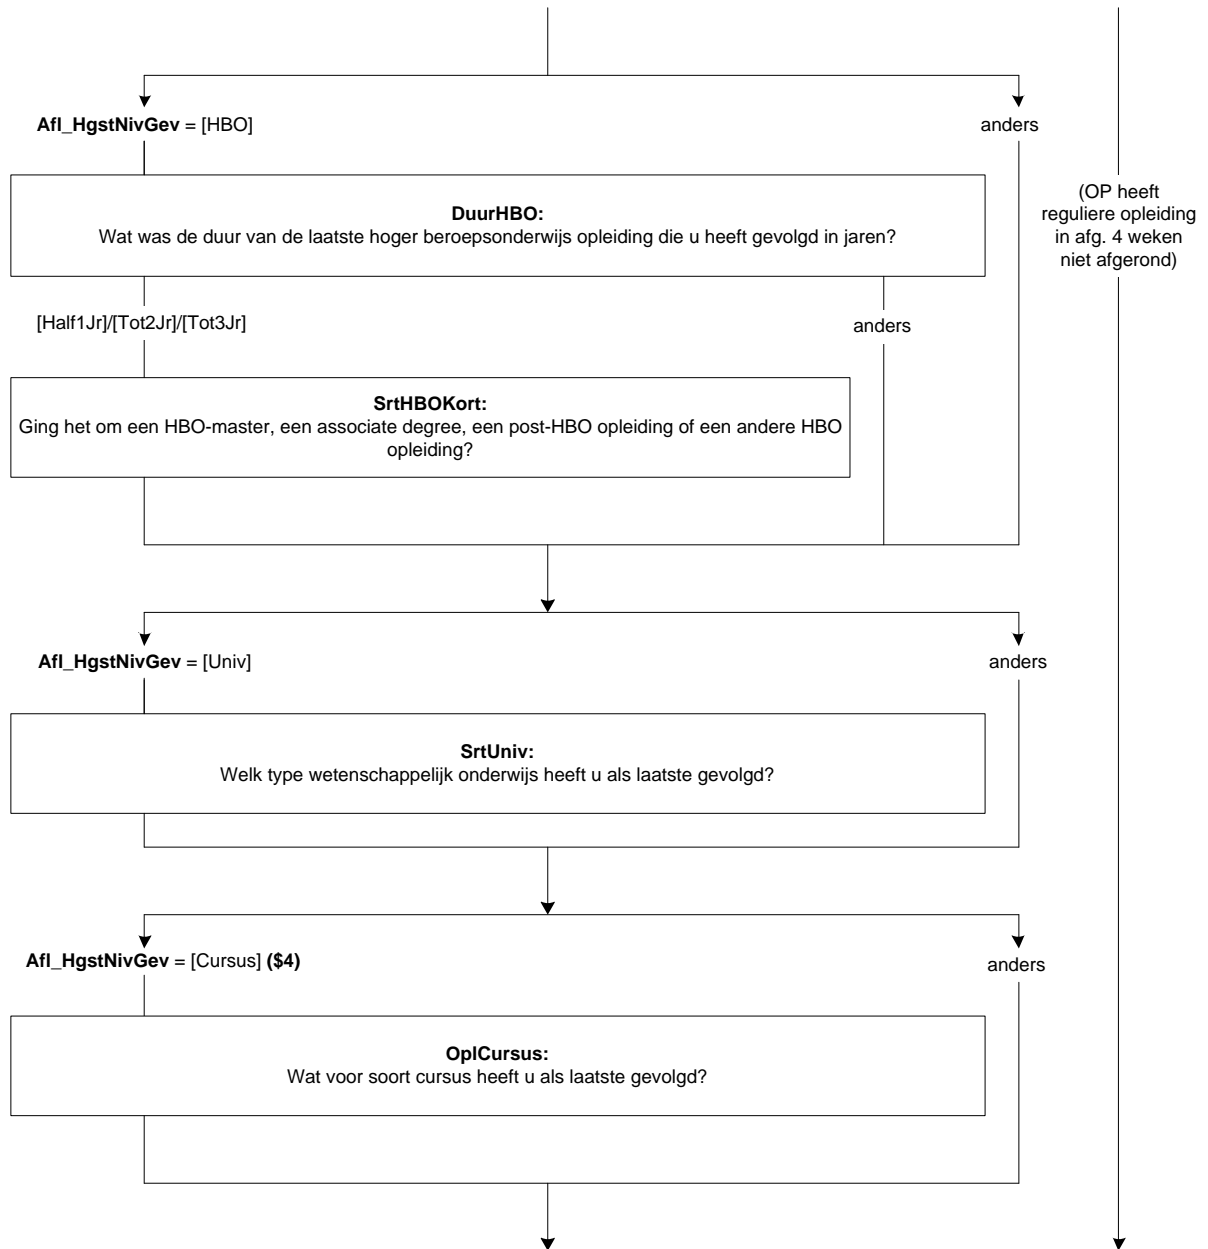 Afl_HgstNivGev = [HBO]
anders
(OP heeft
reguliere opleiding
in afg. 4 weken
niet afgerond)
DuurHBO:
Wat was de duur van de laatste hoger beroepsonderwijs opleiding die u heeft gevolgd in jaren?
[Half1Jr]/[Tot2Jr]/[Tot3Jr]
anders
SrtHBOKort:
Ging het om een HBO-master, een associate degree, een post-HBO opleiding of een andere HBO
opleiding?
Afl_HgstNivGev = [Univ]
anders
SrtUniv:
Welk type wetenschappelijk onderwijs heeft u als laatste gevolgd?
Afl_HgstNivGev = [Cursus] ($4)
anders
OplCursus:
Wat voor soort cursus heeft u als laatste gevolgd?